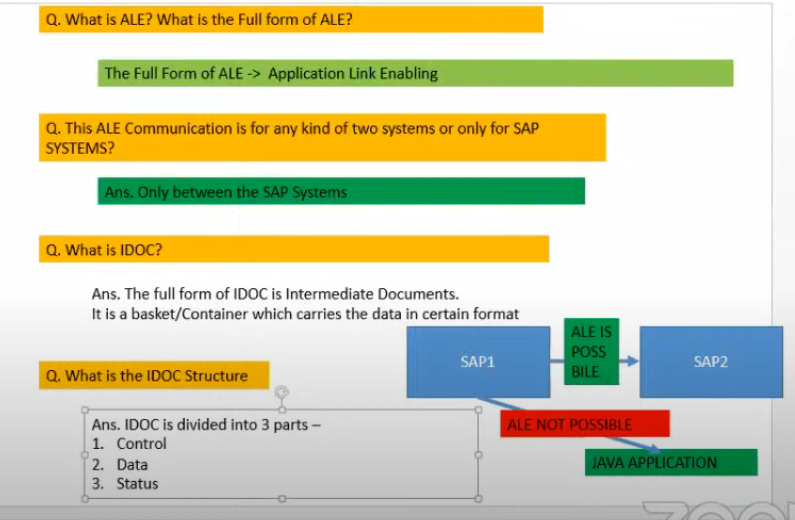 Q. What is ALE? What is the Full form of ALE?
The Full Form of ALE -> Application Link Enabling
Q. This ALE Communication is for any kind of two systems or only for SAP
SYSTEMS?
Ans. Only between the SAP Systems
Q. What is IDOC?
Ans. The full form of IDOC is Intermediate Documents.
It is a basket/Container which carries the data in certain format
SAP1
ALE IS
POSS
BILE
SAP2
Q. What is the IDOC Structure
Ans. IDOC is divided into 3 parts –
1. Control
2. Data
3. Status
ALE NOT POSSIBLE
JAVA APPLICATION